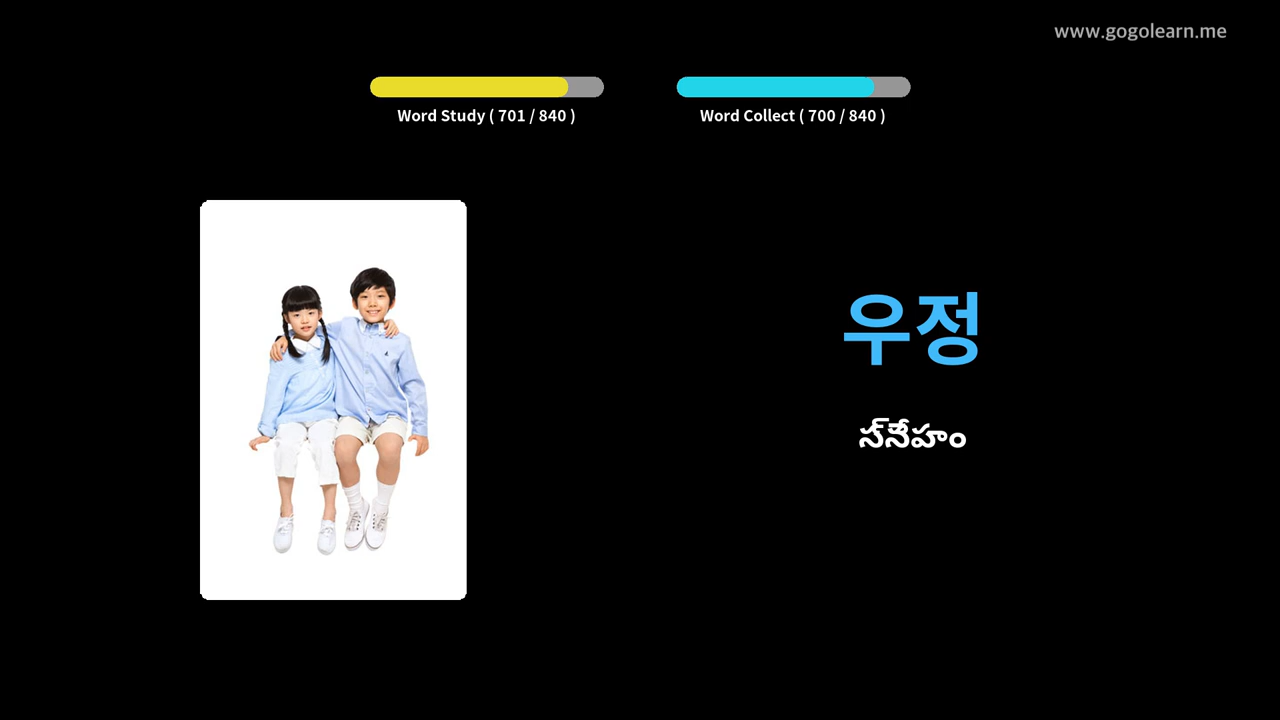 www.gogolearn.me
Word Study ( 701 / 840 )
Word Collect ( 700 / 840 )
우정
స్‌నేహం